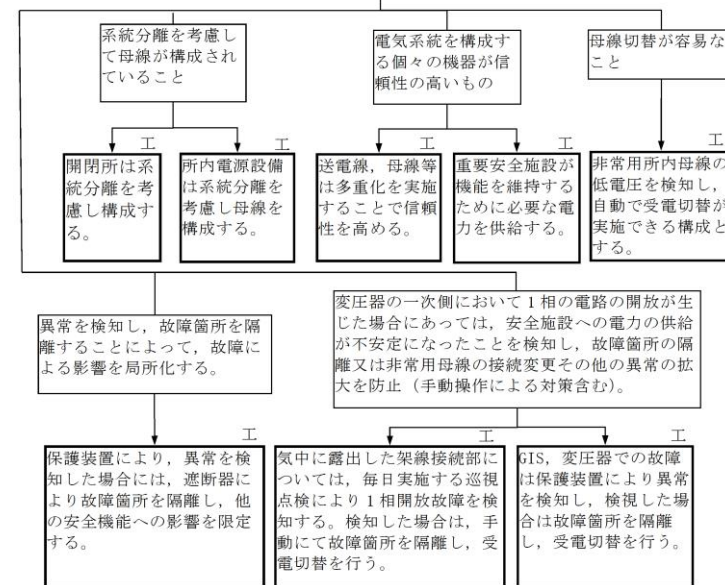 系統分離を考慮し
て母線が構成され
ていること
電気系統を構成す
る個々の機器が信
頼性の高いもの
母線切替が容易な
こと
工
開閉所は系
統分離を考
慮し構成す
る。
工
所内電源設備
は系統分離を
考慮し母線を
構成する。
工
送電線，母線等
は多重化を実施
することで信頼
性を高める。
工
重要安全施設が
機能を維持する
ために必要な電
力を供給する。
工
非常用所内母線の
低電圧を検知し，
自動で受電切替が
実施できる構成と
する。
異常を検知し，故障箇所を隔
離することによって，故障に
よる影響を局所化する。
変圧器の一次側において１相の電路の開放が生
じた場合にあっては，安全施設への電力の供給
が不安定になったことを検知し，故障箇所の隔
離又は非常用母線の接続変更その他の異常の拡
大を防止（手動操作による対策含む）。
工
保護装置により，異常を検
知した場合には，遮断器に
より故障箇所を隔離し，他
の安全機能への影響を限定
する。
工
気中に露出した架線接続部に
ついては，毎日実施する巡視
点検により１相開放故障を検
知する。検知した場合は，手
動にて故障箇所を隔離し，受
電切替を行う。
工
GIS，変圧器での故障
は保護装置により異常
を検知し，検視した場
合は故障箇所を隔離
し，受電切替を行う。